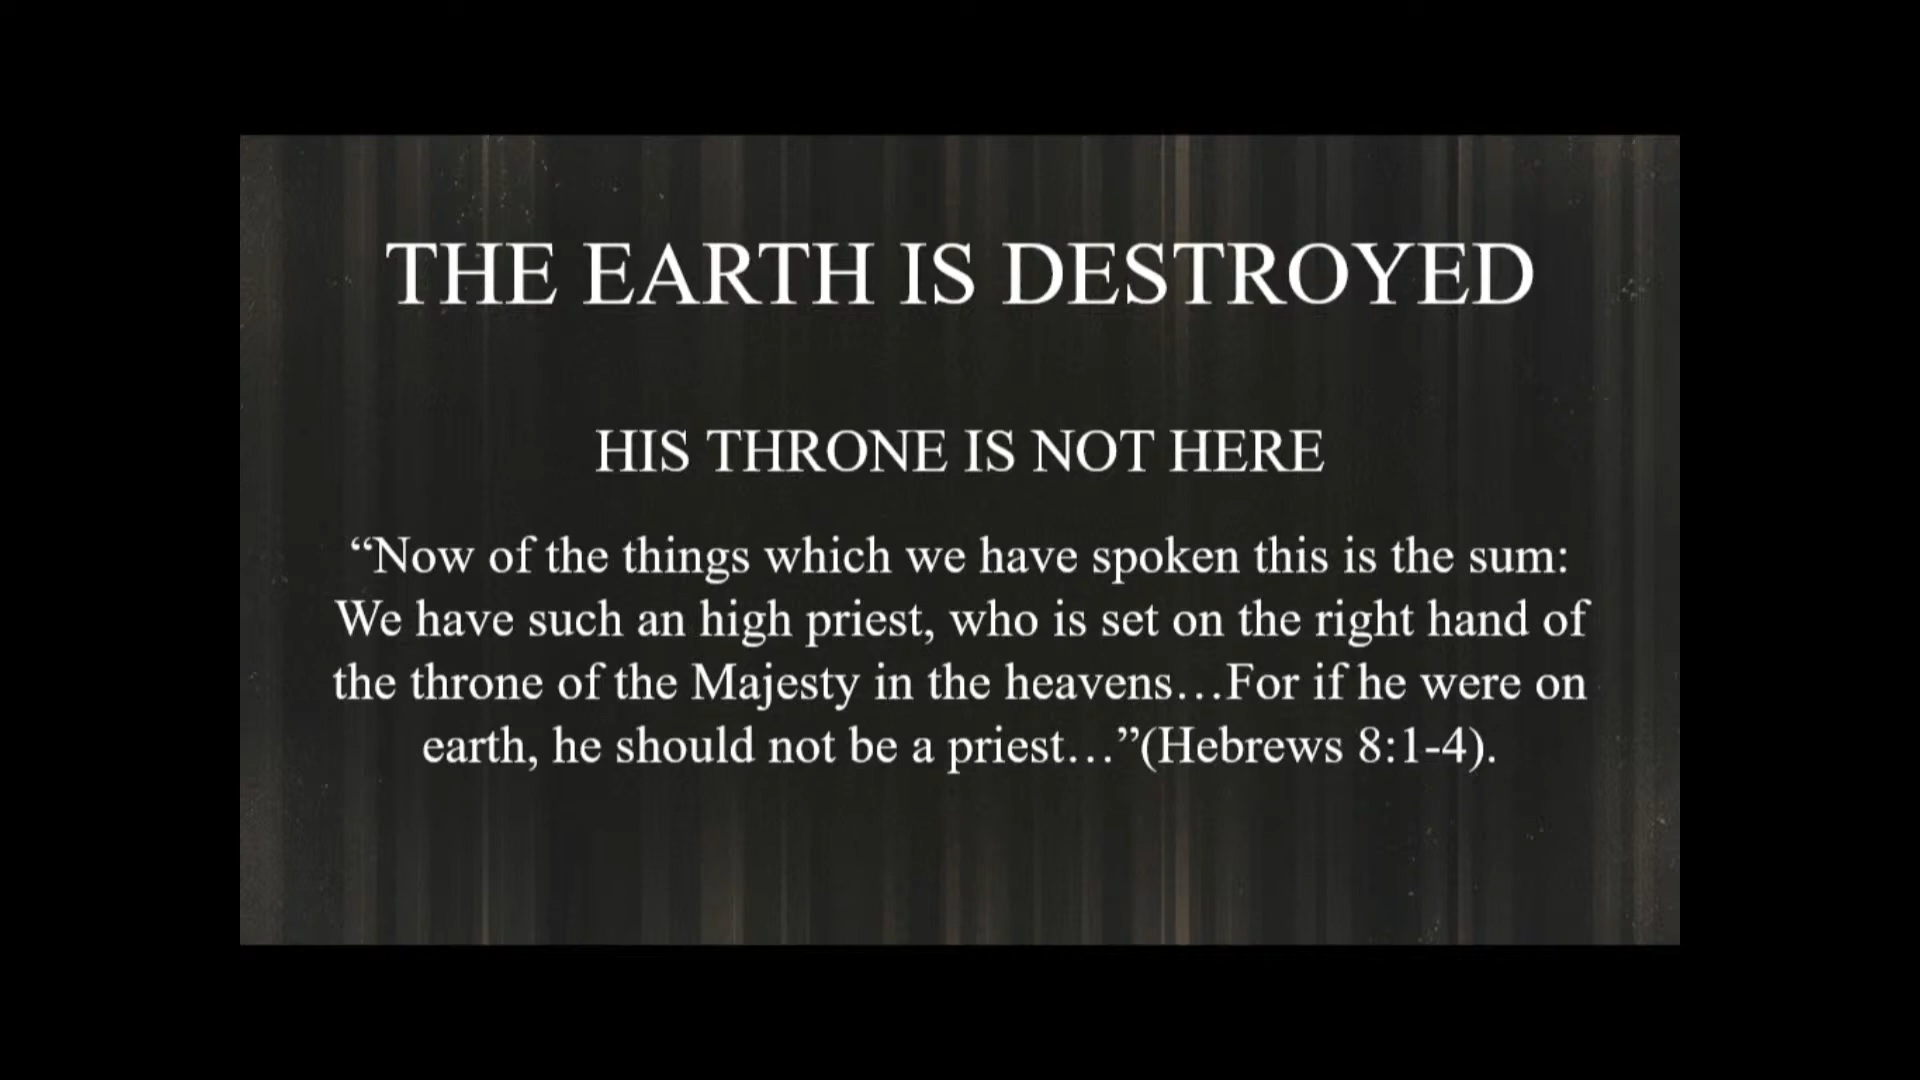 THE EARTH IS DESTROYED
HIS THRONE IS NOT HERE
“Now of the things which we have spoken this is the sum:
We have such an high priest, who is set on the right hand of
the throne of the Majesty in the heavens…For if he were on
earth, he should not be a priest…”(Hebrews 8:1-4).